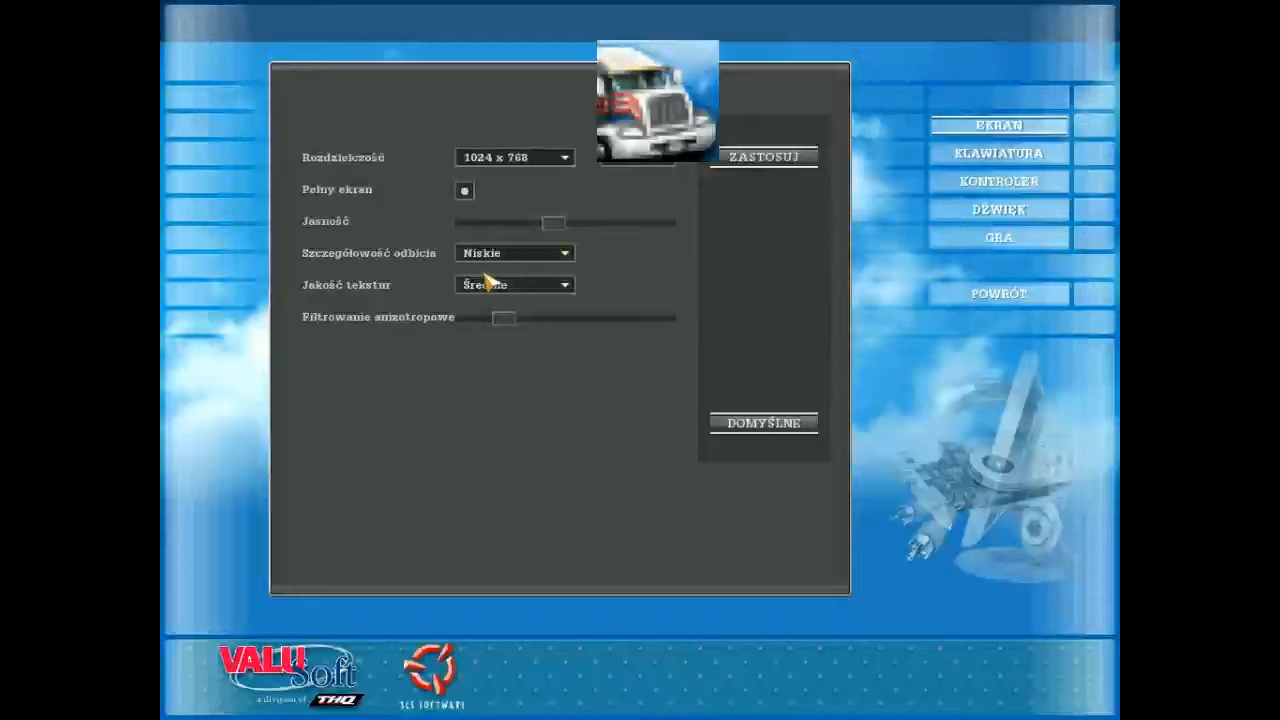 Rozdzielczość
1024 x 768
ZASTOSUJ
Pełny ekran
Jasność
Szczegółowość odbicia
Niskie
Jakość tekstur
Średnie
Filtrowanie anizotropowe
DOMYŚLNE
EKRAN
KLAWIATURA
KONTROLER
DŹWIĘK
GRA
POWRÓT
VALUSoft
a division of THQ
SCS SOFTWARE